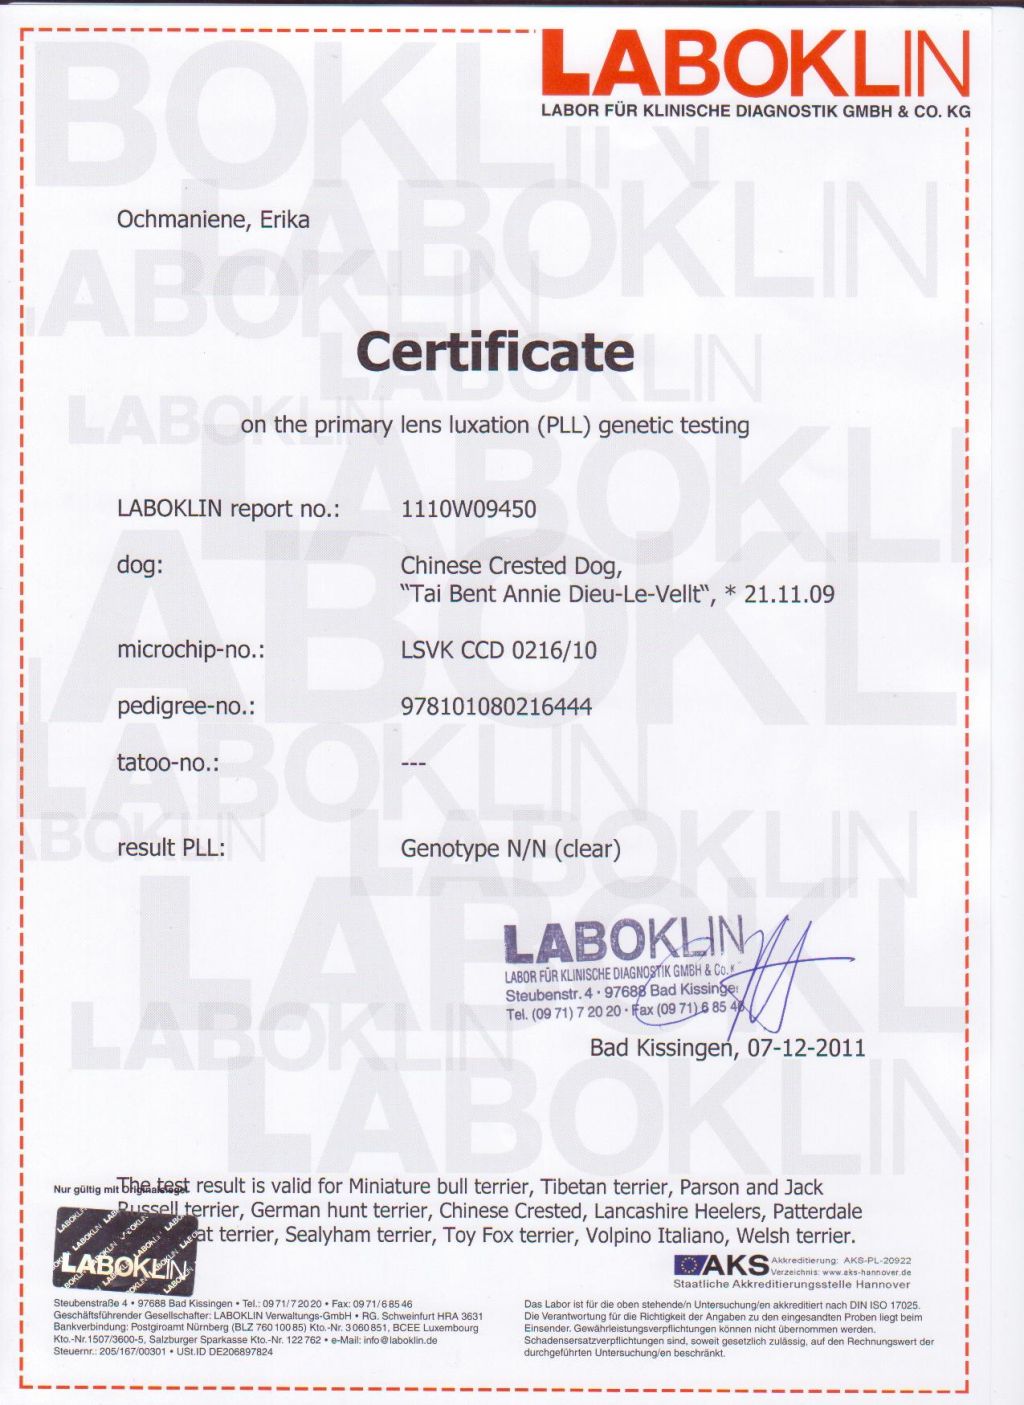 LABOKLIN
LABOR FÜR KLINISCHE DIAGNOSTIK GMBH & CO. KG
Ochmaniene, Erika
Certificate
on the primary lens luxation (PLL) genetic testing
LABOKLIN report no.: 1110W09450
dog: Chinese Crested Dog,
"Tai Bent Annie Dieu-Le-Vellt", * 21.11.09
microchip-no.: LSVK CCD 0216/10
pedigree-no.: 978101080216444
tatoo-no.: ---
result PLL: Genotype N/N (clear)
LABOKLIN
LABOR FÜR KLINISCHE DIAGNOSTIK GMBH & Co.
Steubenstr. 4 · 97688 Bad Kissinge
Tel. (09 71) 7 20 20 · Fax (09 71) 6 85 46
Bad Kissingen, 07-12-2011
The test result is valid for Miniature bull terrier, Tibetan terrier, Parson and Jack
Russell terrier, German hunt terrier, Chinese Crested, Lancashire Heelers, Patterdale
at terrier, Sealyham terrier, Toy Fox terrier, Volpino Italiano, Welsh terrier.
Nur gültig mit Originalsiegel
LABOKLIN
AKS
Akkreditierung: AKS-PL-20922
Verzeichnis: www.aks-hannover.de
Staatliche Akkreditierungsstelle Hannover
Steubenstraße 4 • 97688 Bad Kissingen • Tel.: 09 71/7 20 20 • Fax: 09 71/6 85 46
Geschäftsführender Gesellschafter: LABOKLIN Verwaltungs-GmbH • RG. Schweinfurt HRA 3631
Bankverbindung: Postgiroamt Nürnberg (BLZ 760 100 85) Kto.-Nr. 3 060 851, BCEE Luxembourg
Kto.-Nr.1507/3600-5, Salzburger Sparkasse Kto.-Nr. 122 762 • e-Mail: info@laboklin.de
Steuernr.: 205/167/00301 • USt.ID DE206897824
Das Labor ist für die oben stehende/n Untersuchung/en akkreditiert nach DIN ISO 17025.
Die Verantwortung für die Richtigkeit der Angaben zu den eingesandten Proben liegt beim
Einsender. Gewährleistungsverpflichtungen können nicht übernommen werden.
Schadensersatzverpflichtungen sind, soweit gesetzlich zulässig, auf den Rechnungswert der
durchgeführten Untersuchung/en beschränkt.